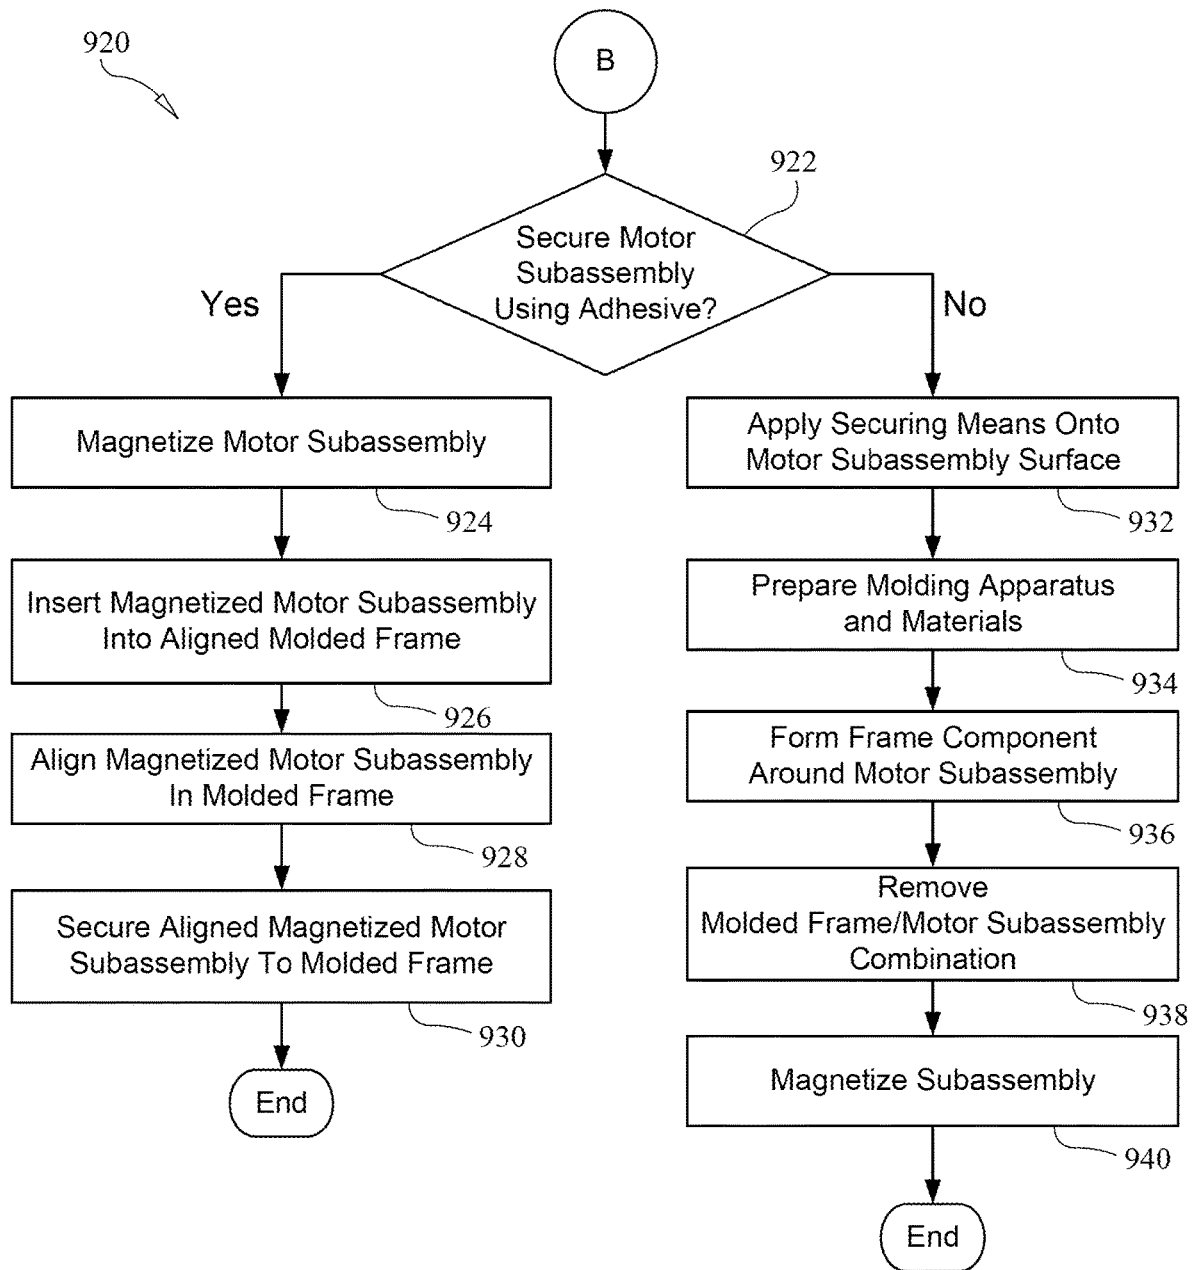 920
B
922
Secure Motor
Subassembly
Using Adhesive?
Yes
No
Magnetize Motor Subassembly
924
Insert Magnetized Motor Subassembly
Into Aligned Molded Frame
926
Align Magnetized Motor Subassembly
In Molded Frame
928
Secure Aligned Magnetized Motor
Subassembly To Molded Frame
930
End
Apply Securing Means Onto
Motor Subassembly Surface
932
Prepare Molding Apparatus
and Materials
934
Form Frame Component
Around Motor Subassembly
936
Remove
Molded Frame/Motor Subassembly
Combination
938
Magnetize Subassembly
940
End